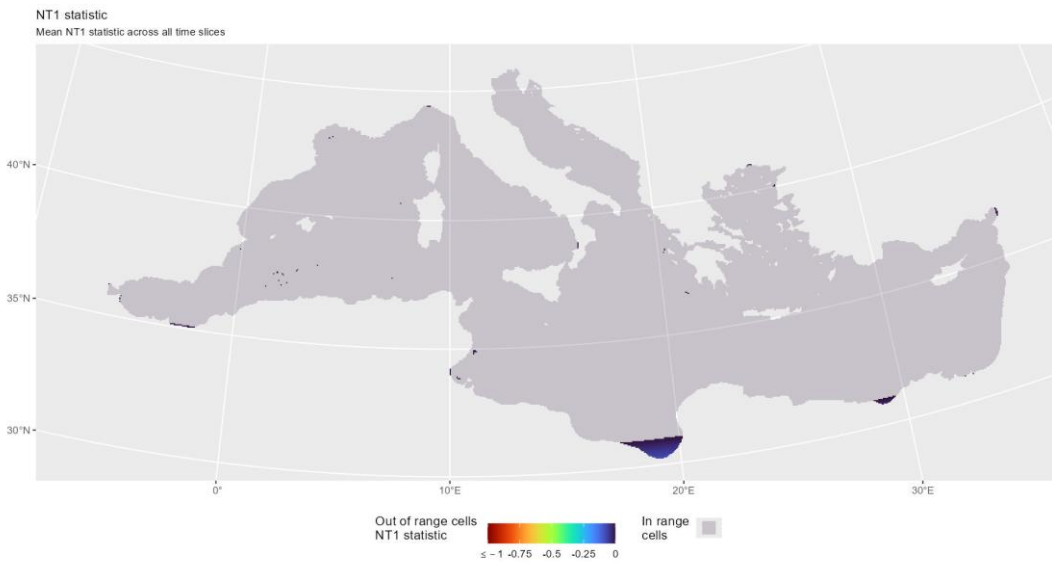 NT1 statistic
Mean NT1 statistic across all time slices
40°N
35°N
30°N
0°
10°E
20°E
30°E
Out of range cells
NT1 statistic
≤ − 1 -0.75 -0.5 -0.25 0
In range
cells